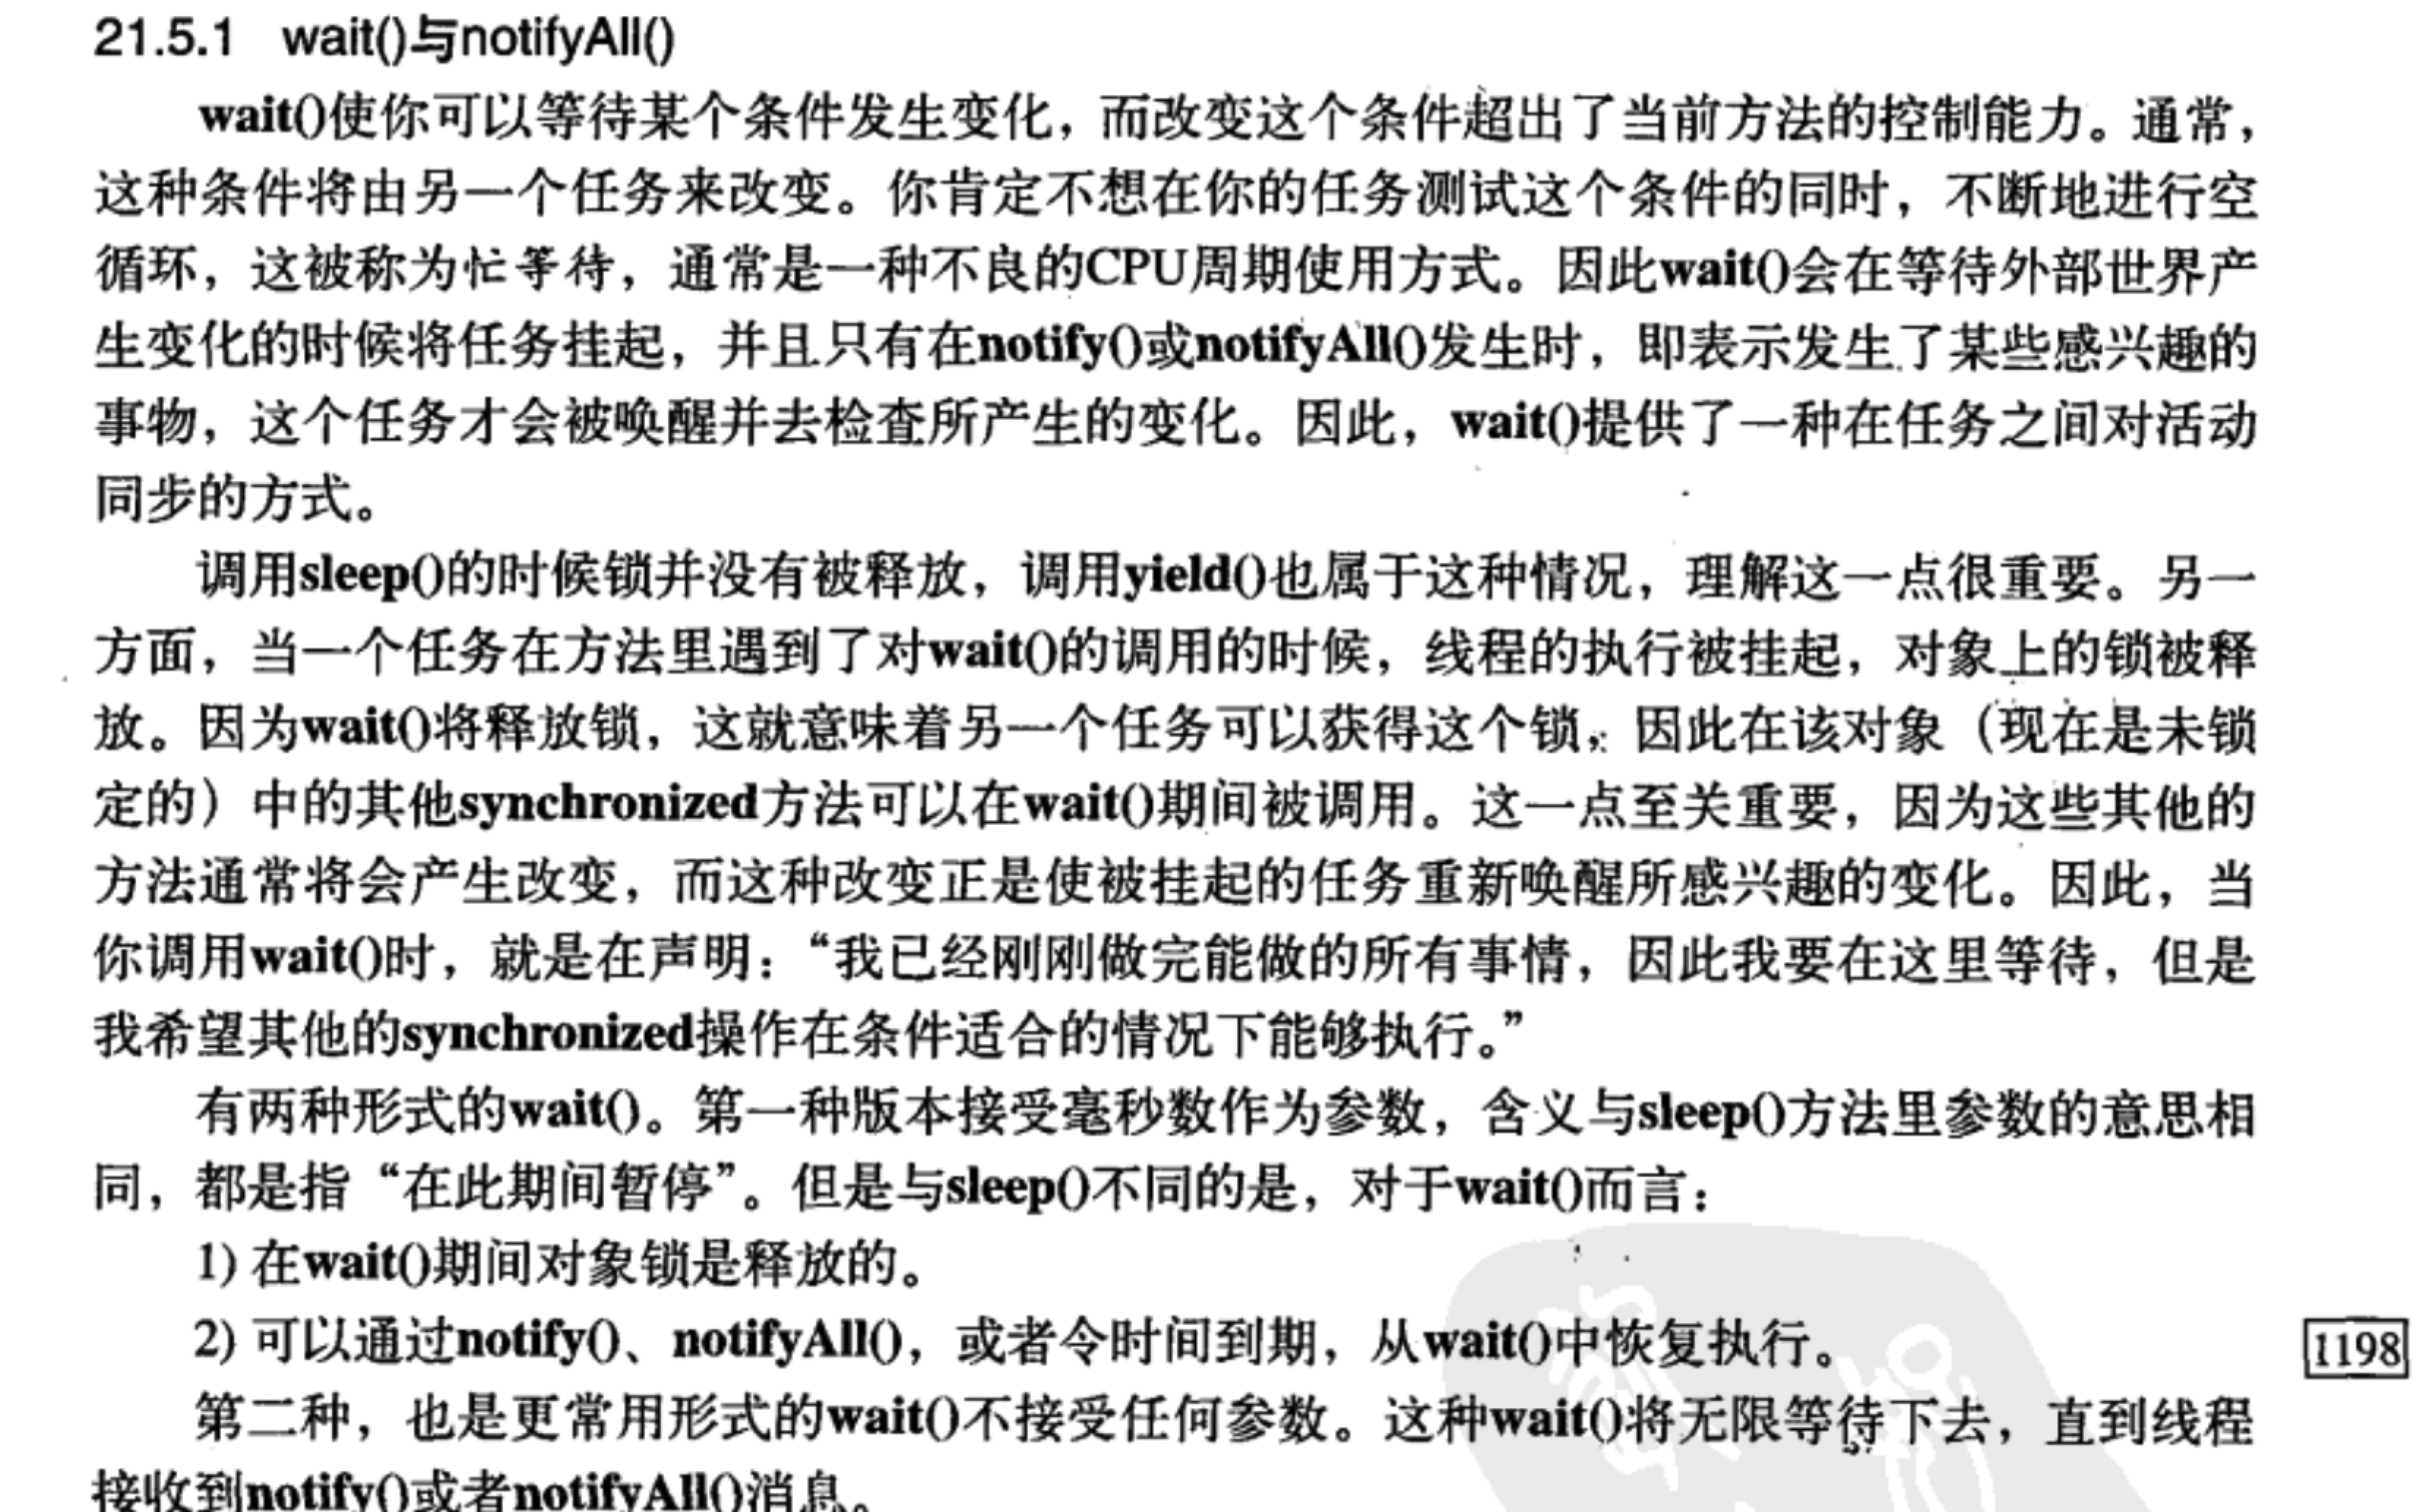 21.5.1 wait()与notifyAll()
wait()使你可以等待某个条件发生变化，而改变这个条件超出了当前方法的控制能力。通常，
这种条件将由另一个任务来改变。你肯定不想在你的任务测试这个条件的同时，不断地进行空
循环，这被称为忙等待，通常是一种不良的CPU周期使用方式。因此wait()会在等待外部世界产
生变化的时候将任务挂起，并且只有在notify()或notifyAll()发生时，即表示发生了某些感兴趣的
事物，这个任务才会被唤醒并去检查所产生的变化。因此，wait()提供了一种在任务之间对活动
同步的方式。
调用sleep()的时候锁并没有被释放，调用yield()也属于这种情况，理解这一点很重要。另一
方面，当一个任务在方法里遇到了对wait()的调用的时候，线程的执行被挂起，对象上的锁被释
放。因为wait()将释放锁，这就意味着另一个任务可以获得这个锁，因此在该对象（现在是未锁
定的）中的其他synchronized方法可以在wait()期间被调用。这一点至关重要，因为这些其他的
方法通常将会产生改变，而这种改变正是使被挂起的任务重新唤醒所感兴趣的变化。因此，当
你调用wait()时，就是在声明：“我已经刚刚做完能做的所有事情，因此我要在这里等待，但是
我希望其他的synchronized操作在条件适合的情况下能够执行。”
有两种形式的wait()。第一种版本接受毫秒数作为参数，含义与sleep()方法里参数的意思相
同，都是指“在此期间暂停”。但是与sleep()不同的是，对于wait()而言：
1) 在wait()期间对象锁是释放的。
2) 可以通过notify()、notifyAll()，或者令时间到期，从wait()中恢复执行。
1198
第二种，也是更常用形式的wait()不接受任何参数。这种wait()将无限等待下去，直到线程
接收到notify()或者notifyAll()消息。